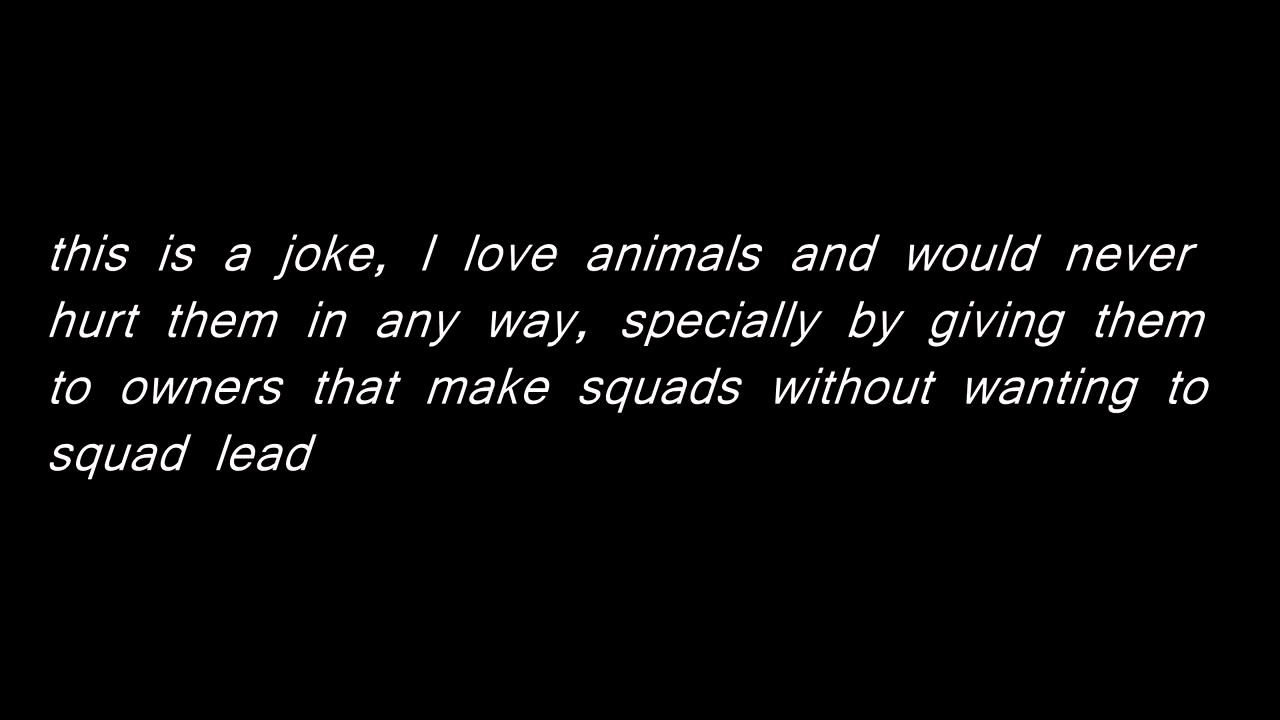 this is a joke, I love animals and would never
hurt them in any way, specially by giving them
to owners that make squads without wanting to
squad lead